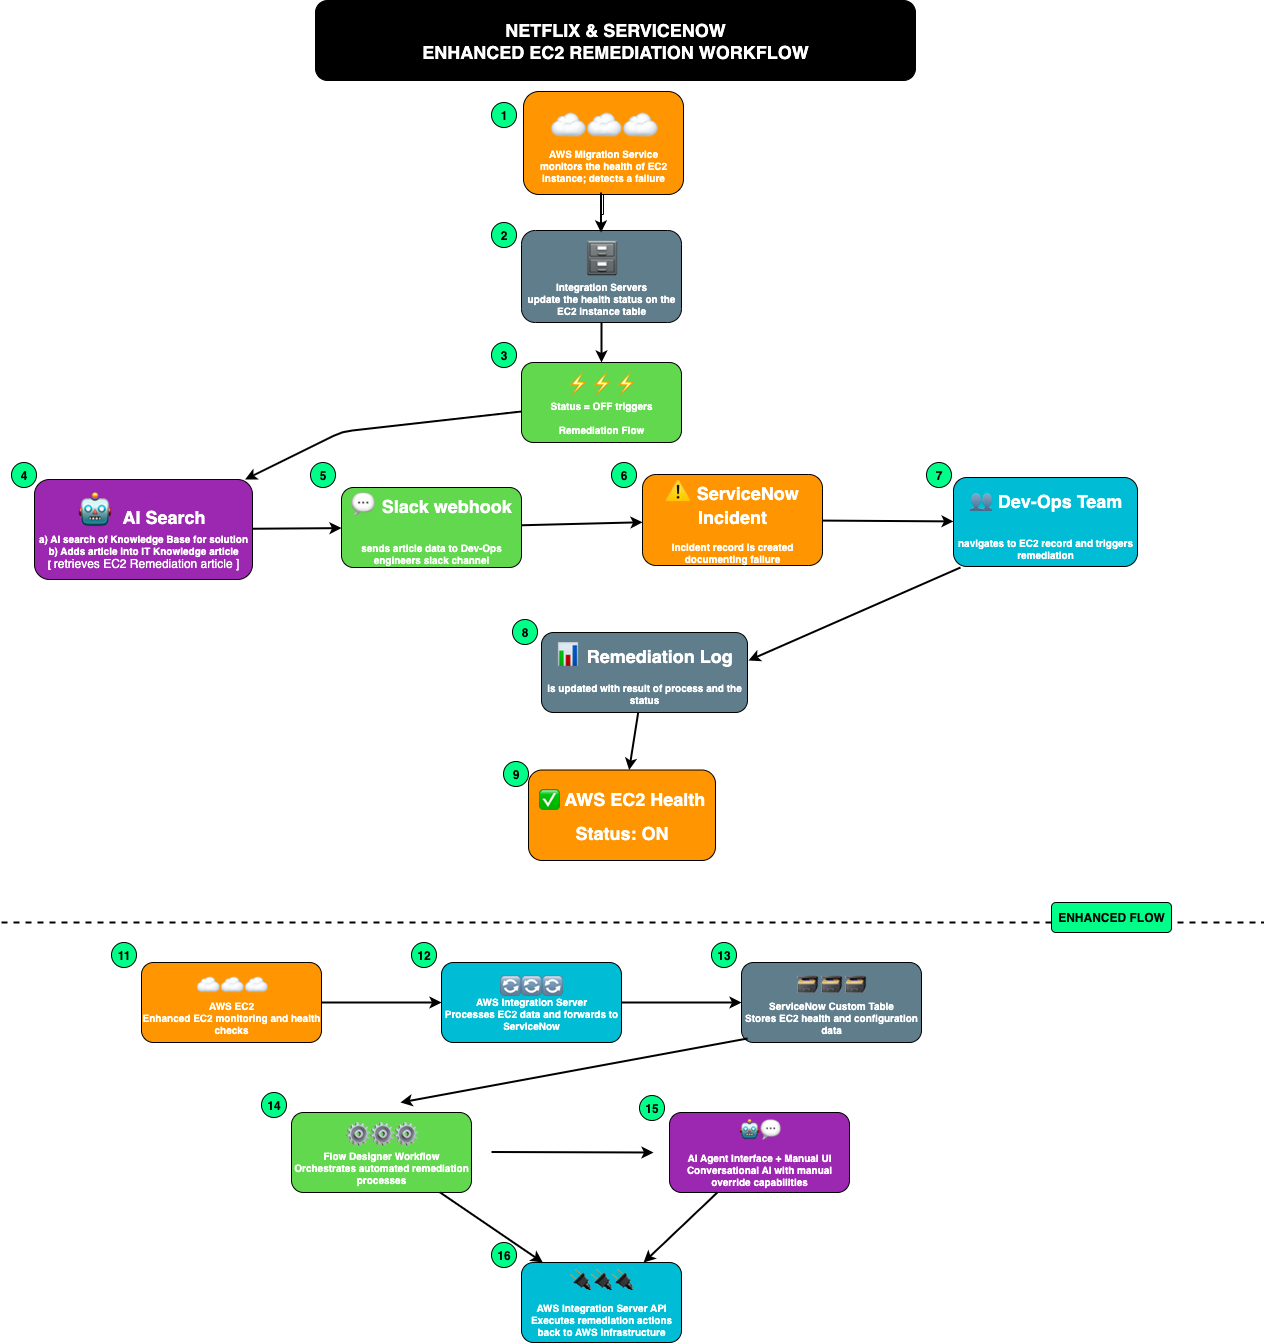 NETFLIX & SERVICENOW
ENHANCED EC2 REMEDIATION WORKFLOW
1
AWS Migration Service
monitors the health of EC2
instance; detects a failure
2
Integration Servers
update the health status on the
EC2 instance table
3
Status = OFF triggers
Remediation Flow
4
AI Search
a) AI search of Knowledge Base for solution
b) Adds article into IT Knowledge article
[ retrieves EC2 Remediation article ]
5
Slack webhook
sends article data to Dev-Ops
engineers slack channel
6
ServiceNow
Incident
Incident record is created
documenting failure
7
Dev-Ops Team
navigates to EC2 record and triggers
remediation
8
Remediation Log
is updated with result of process and the
status
9
AWS EC2 Health
Status: ON
ENHANCED FLOW
11
AWS EC2
Enhanced EC2 monitoring and health
checks
12
AWS Integration Server
Processes EC2 data and forwards to
ServiceNow
13
ServiceNow Custom Table
Stores EC2 health and configuration
data
14
Flow Designer Workflow
Orchestrates automated remediation
processes
15
AI Agent Interface + Manual UI
Conversational AI with manual
override capabilities
16
AWS Integration Server API
Executes remediation actions
back to AWS infrastructure